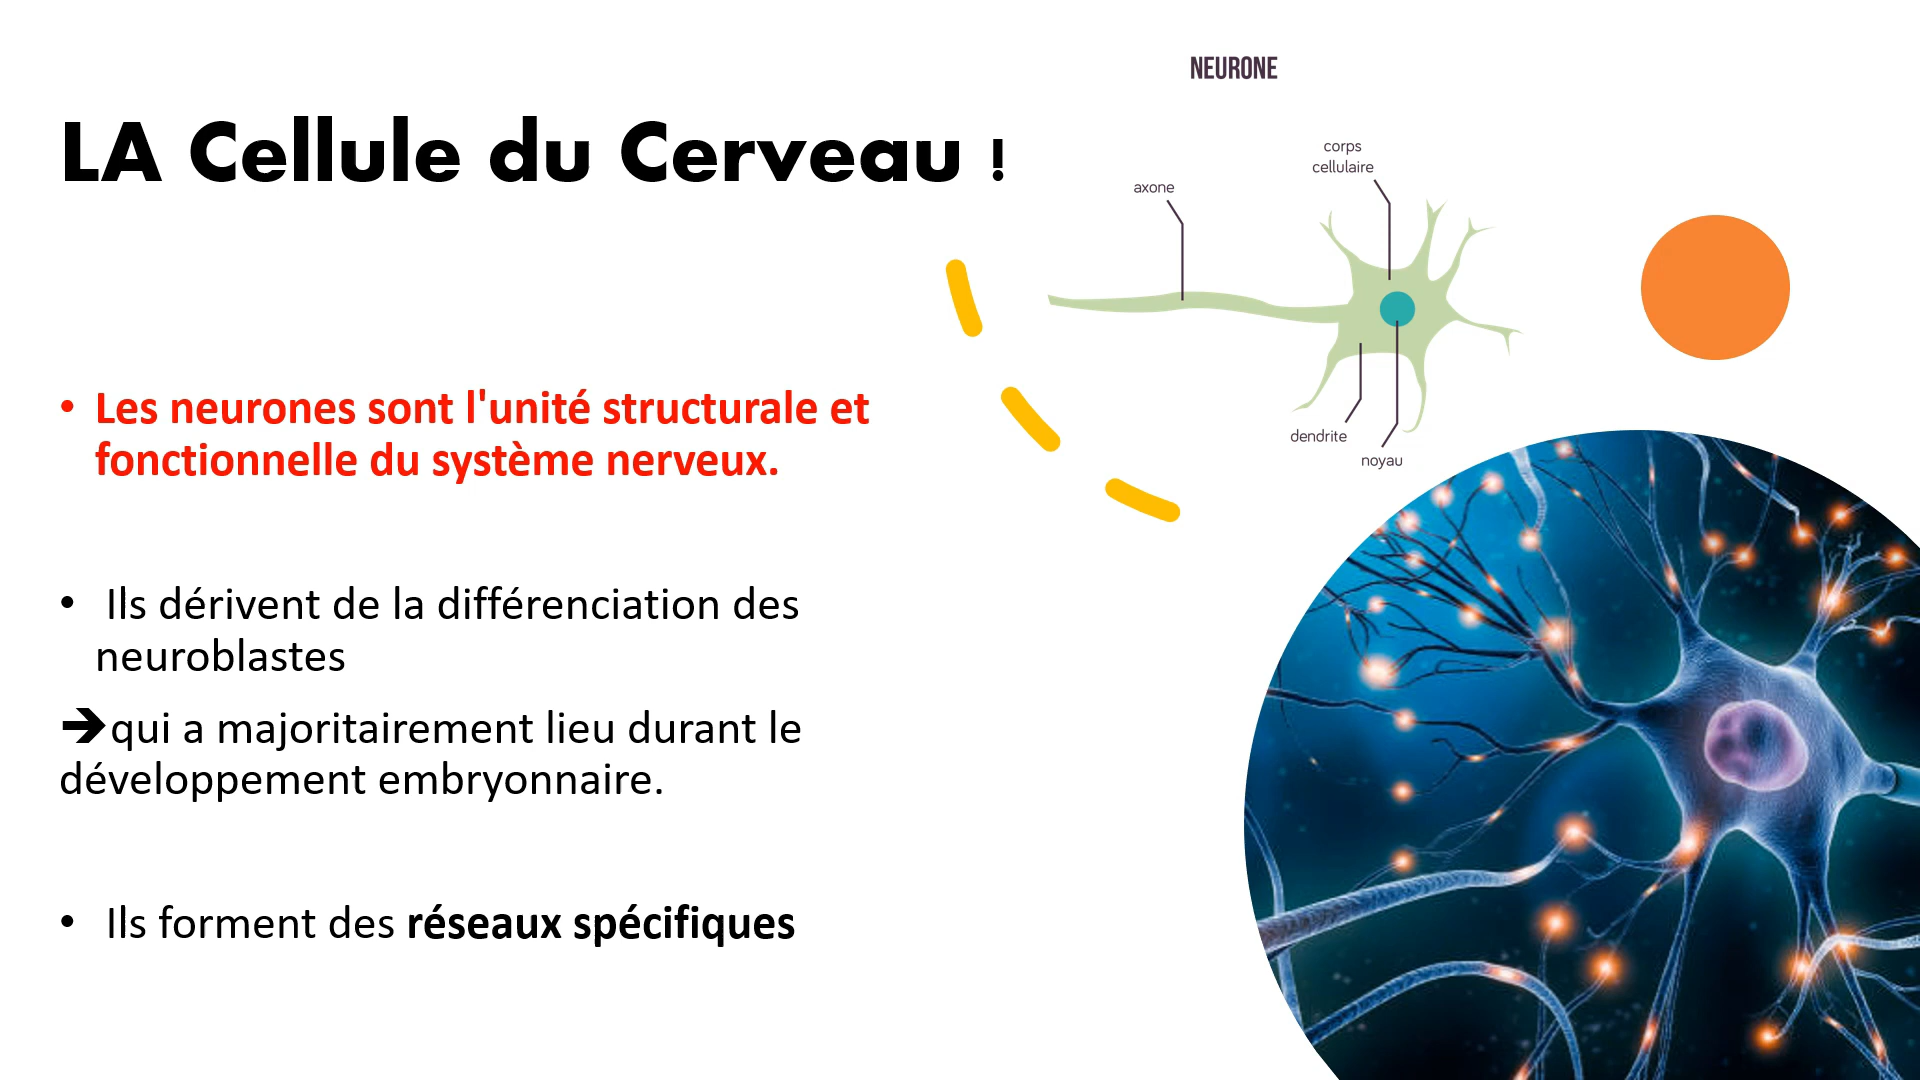 LA Cellule du Cerveau !
• Les neurones sont l'unité structurale et
fonctionnelle du système nerveux.
• Ils dérivent de la différenciation des
neuroblastes
➔qui a majoritairement lieu durant le
développement embryonnaire.
• Ils forment des réseaux spécifiques
NEURONE
corps
cellulaire
axone
dendrite
noyau